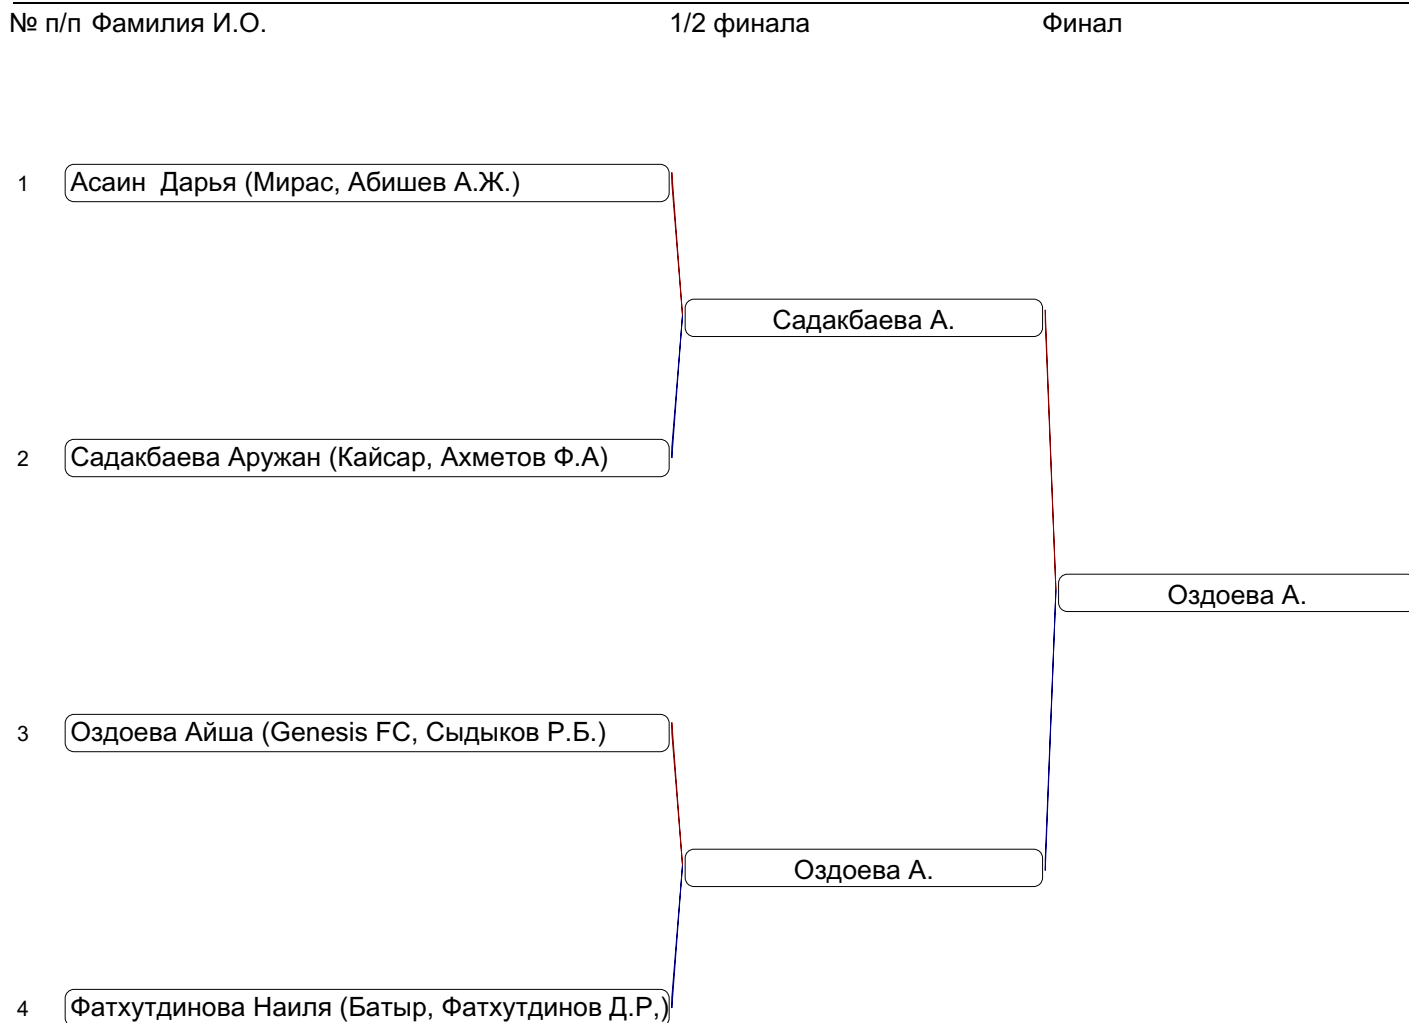 № п/п Фамилия И.О. 1/2 финала Финал
1 Асаин Дарья (Мирас, Абишев А.Ж.)
Садакбаева А.
2 Садакбаева Аружан (Кайсар, Ахметов Ф.А)
Оздоева А.
3 Оздоева Айша (Genesis FC, Сыдыков Р.Б.)
Оздоева А.
4 Фатхутдинова Наиля (Батыр, Фатхутдинов Д.Р,)